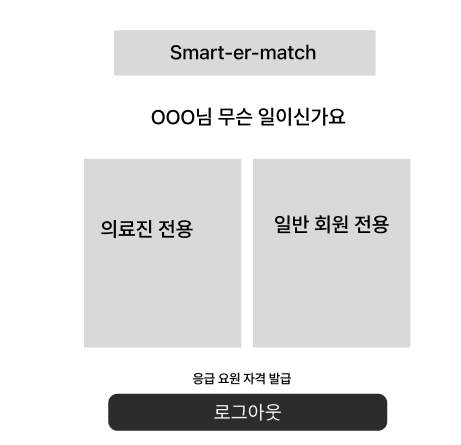 Smart-er-match
OOO님 무슨 일이신가요
의료진 전용
일반 회원 전용
응급 요원 자격 발급
로그아웃